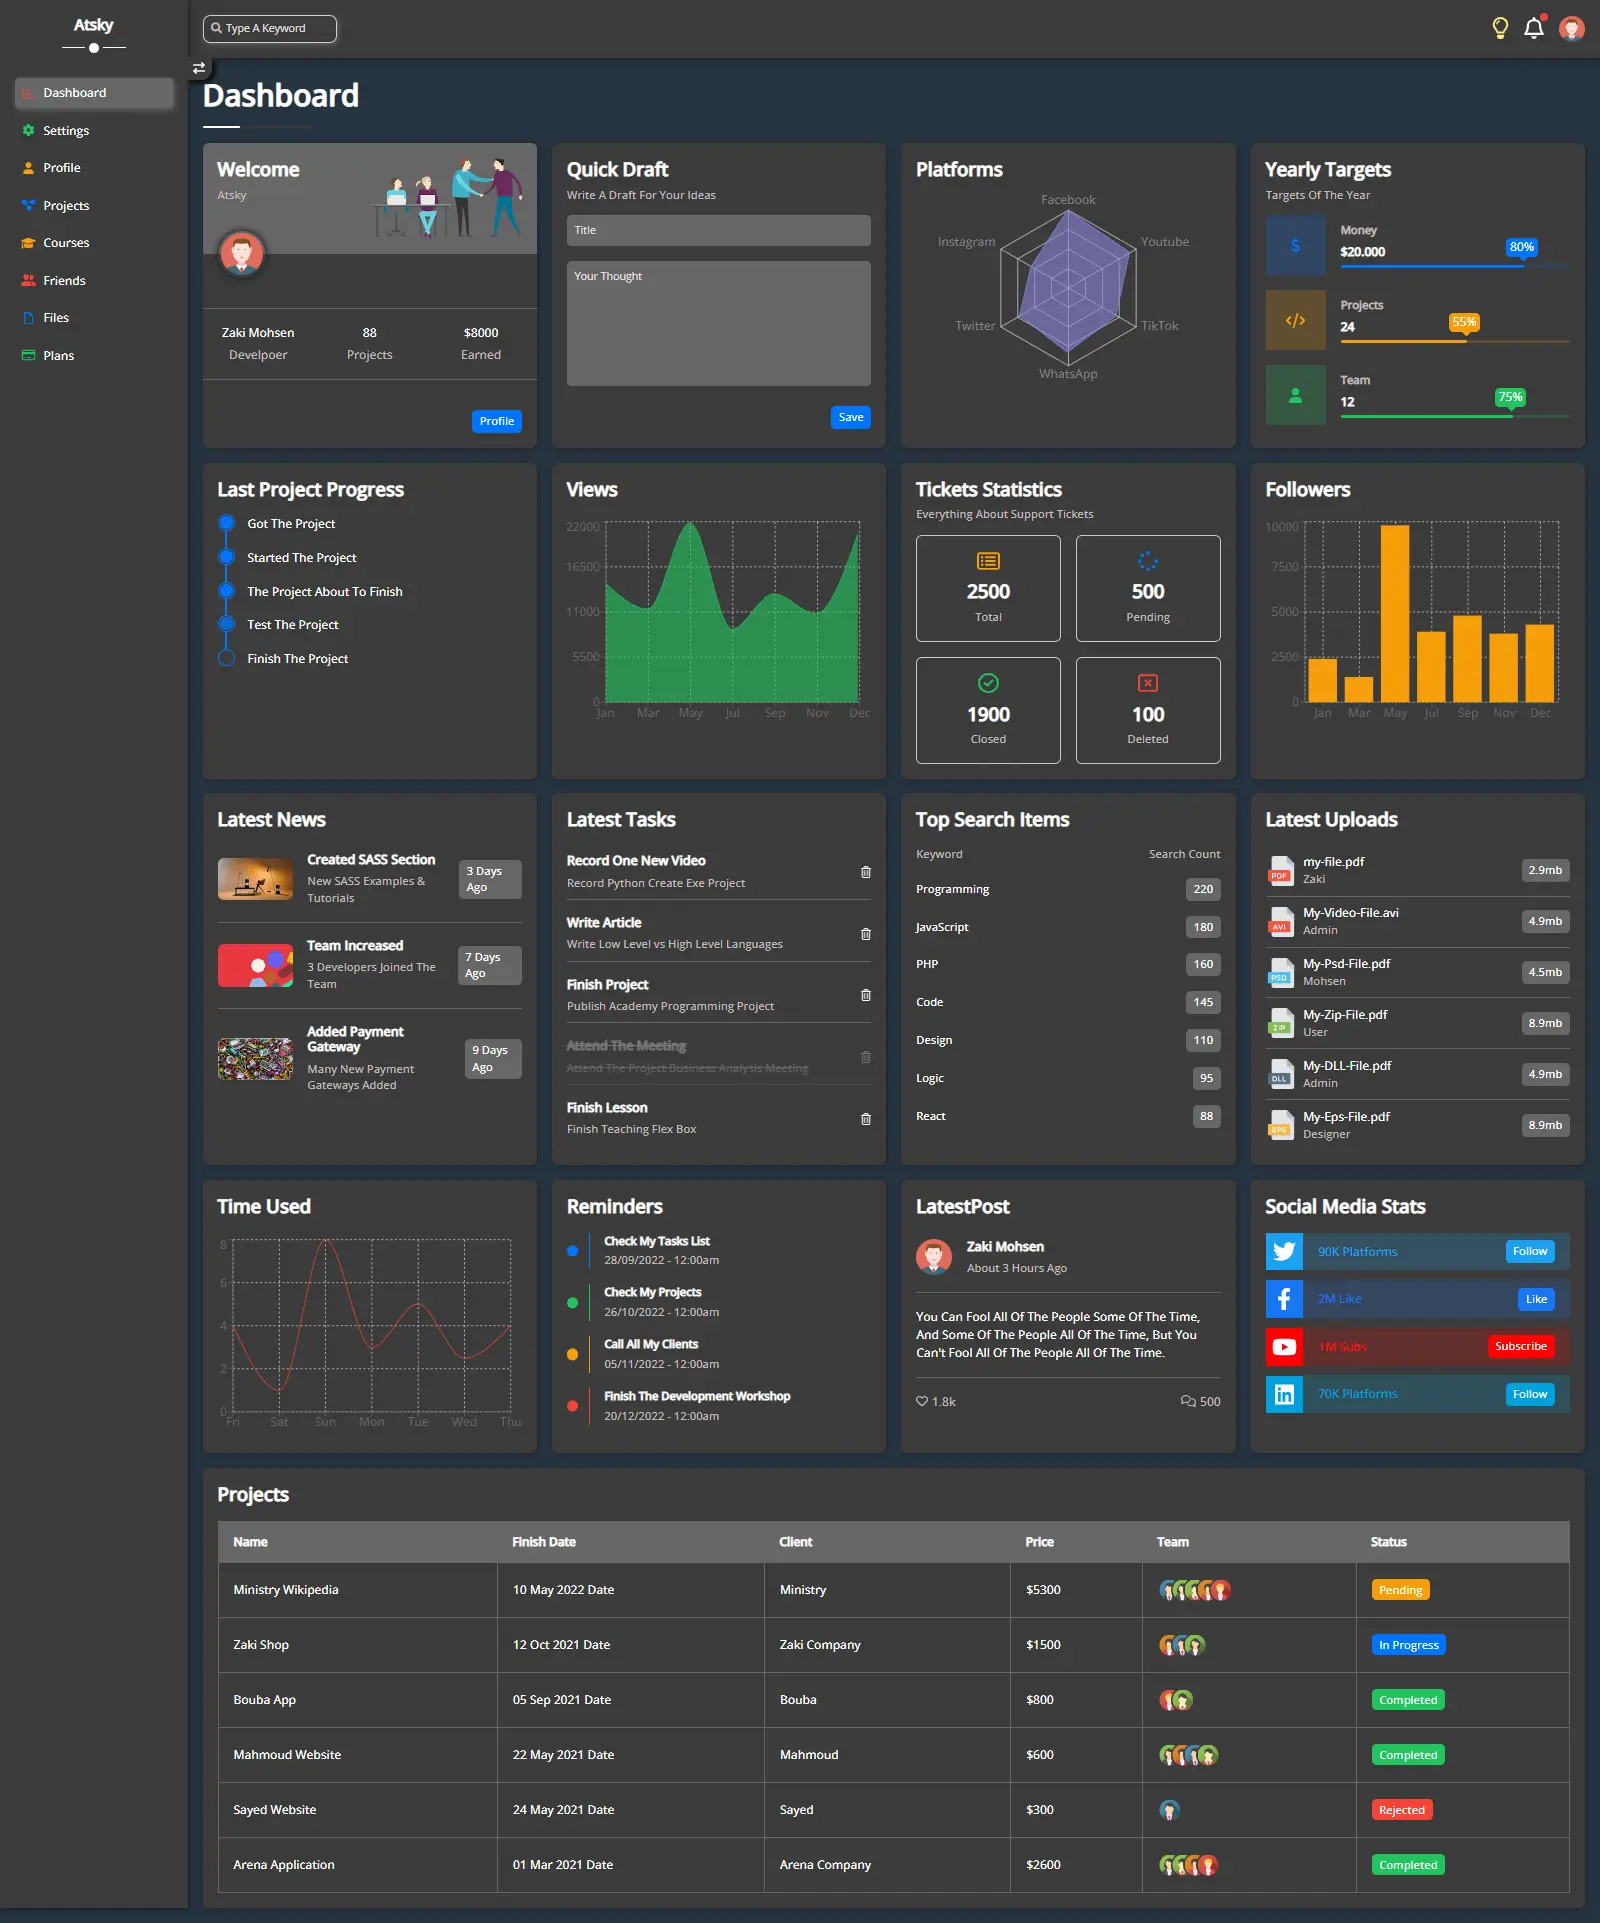 Atsky
Type A Keyword
Dashboard
Settings
Profile
Projects
Courses
Friends
Files
Plans
Dashboard
Welcome
Atsky
Zaki Mohsen
Develpoer
88
Projects
$8000
Earned
Profile
Quick Draft
Write A Draft For Your Ideas
Title
Your Thought
Save
Platforms
Facebook
Instagram
Youtube
Twitter
TikTok
WhatsApp
Yearly Targets
Targets Of The Year
$
Money
$20.000
80%
</>
Projects
24
55%
Team
12
75%
Last Project Progress
Got The Project
Started The Project
The Project About To Finish
Test The Project
Finish The Project
Views
22000
16500
11000
5500
0
Jan Mar May Jul Sep Nov Dec
Tickets Statistics
Everything About Support Tickets
2500
Total
500
Pending
1900
Closed
100
Deleted
Followers
10000
7500
5000
2500
0
Jan Mar May Jul Sep Nov Dec
Latest News
Created SASS Section
New SASS Examples &
Tutorials
3 Days
Ago
Team Increased
3 Developers Joined The
Team
7 Days
Ago
Added Payment
Gateway
Many New Payment
Gateways Added
9 Days
Ago
Latest Tasks
Record One New Video
Record Python Create Exe Project
Write Article
Write Low Level vs High Level Languages
Finish Project
Publish Academy Programming Project
Attend The Meeting
Attend The Project Business Analysis Meeting
Finish Lesson
Finish Teaching Flex Box
Top Search Items
Keyword Search Count
Programming 220
JavaScript 180
PHP 160
Code 145
Design 110
Logic 95
React 88
Latest Uploads
PDF
my-file.pdf
Zaki
2.9mb
AVI
My-Video-File.avi
Admin
4.9mb
PSD
My-Psd-File.pdf
Mohsen
4.5mb
ZIP
My-Zip-File.pdf
User
8.9mb
DLL
My-DLL-File.pdf
Admin
4.9mb
EPS
My-Eps-File.pdf
Designer
8.9mb
Time Used
8
6
4
2
0
Fri Sat Sun Mon Tue Wed Thu
Reminders
Check My Tasks List
28/09/2022 - 12:00am
Check My Projects
26/10/2022 - 12:00am
Call All My Clients
05/11/2022 - 12:00am
Finish The Development Workshop
20/12/2022 - 12:00am
LatestPost
Zaki Mohsen
About 3 Hours Ago
You Can Fool All Of The People Some Of The Time,
And Some Of The People All Of The Time, But You
Can't Fool All Of The People All Of The Time.
1.8k 500
Social Media Stats
90K Platforms Follow
2M Like Like
1M Subs Subscribe
70K Platforms Follow
Projects
Name Finish Date Client Price Team Status
Ministry Wikipedia 10 May 2022 Date Ministry $5300 Pending
Zaki Shop 12 Oct 2021 Date Zaki Company $1500 In Progress
Bouba App 05 Sep 2021 Date Bouba $800 Completed
Mahmoud Website 22 May 2021 Date Mahmoud $600 Completed
Sayed Website 24 May 2021 Date Sayed $300 Rejected
Arena Application 01 Mar 2021 Date Arena Company $2600 Completed